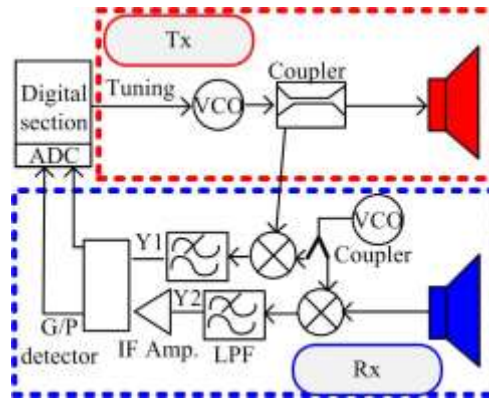 Tx
Coupler
Digital
section
Tuning
VCO
ADC
VCO
Y1
Coupler
Y2
G/P
detector
IF Amp.
LPF
Rx